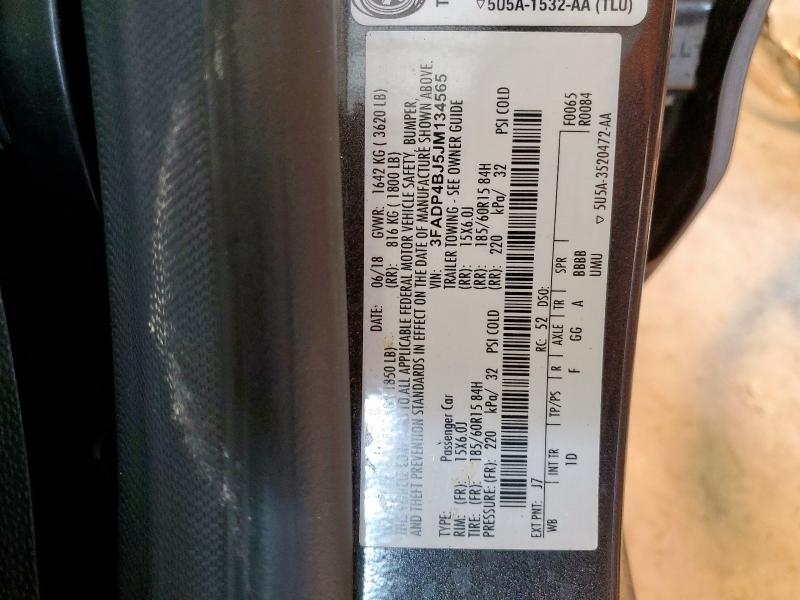 ▽5U5A-1532-AA (TLU)
T
DATE: 06/18 GVWR: 1642 KG ( 3620 LB)
1850 LB) (RR): 816 KG ( 1800 LB)
TO ALL APPLICABLE FEDERAL MOTOR VEHICLE SAFETY, BUMPER,
AND THEFT PREVENTION STANDARDS IN EFFECT ON THE DATE OF MANUFACTURE SHOWN ABOVE.
VIN: 3FADP4BJ5JM134565
TYPE: Passenger Car TRAILER TOWING - SEE OWNER GUIDE
RIM: (FR): 15X6.0J (RR): 15X6.0J
TIRE: (FR): 185/60R15 84H (RR): 185/60R15 84H
PRESSURE: (FR): 220 kPa/ 32 PSI COLD (RR): 220 kPa/ 32 PSI COLD
EXT PNT: J7 RC: 52 DSO: F0065
WB INT TR TP/PS R AXLE TR SPR R0084
1D F GG A BBBB
UMU
▽ 5U5A-3520472-AA